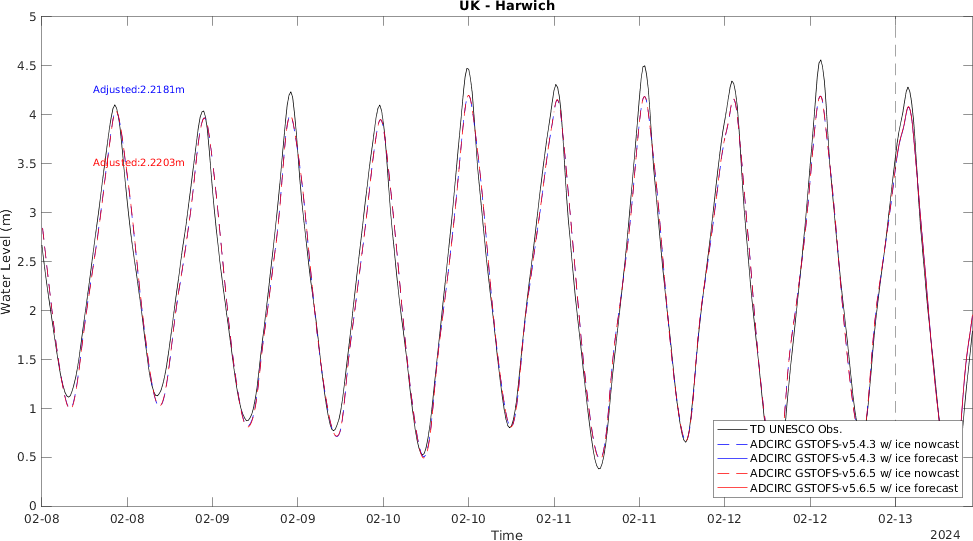 UK - Harwich
5
4.5
4
3.5
3
2.5
2
1.5
1
0.5
0
Water Level (m)
Adjusted:2.2181m
Adjusted:2.2203m
TD UNESCO Obs.
ADCIRC GSTOFS-v5.4.3 w/ ice nowcast
ADCIRC GSTOFS-v5.4.3 w/ ice forecast
ADCIRC GSTOFS-v5.6.5 w/ ice nowcast
ADCIRC GSTOFS-v5.6.5 w/ ice forecast
02-08 02-08 02-09 02-09 02-10 02-10 02-11 02-11 02-12 02-12 02-13
Time
2024